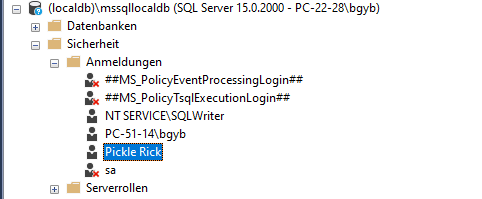 (localdb)\mssqllocaldb (SQL Server 15.0.2000 - PC-22-28\bgyb)
Datenbanken
Sicherheit
Anmeldungen
##MS_PolicyEventProcessingLogin##
##MS_PolicyTsqlExecutionLogin##
NT SERVICE\SQLWriter
PC-51-14\bgyb
Pickle Rick
sa
Serverrollen